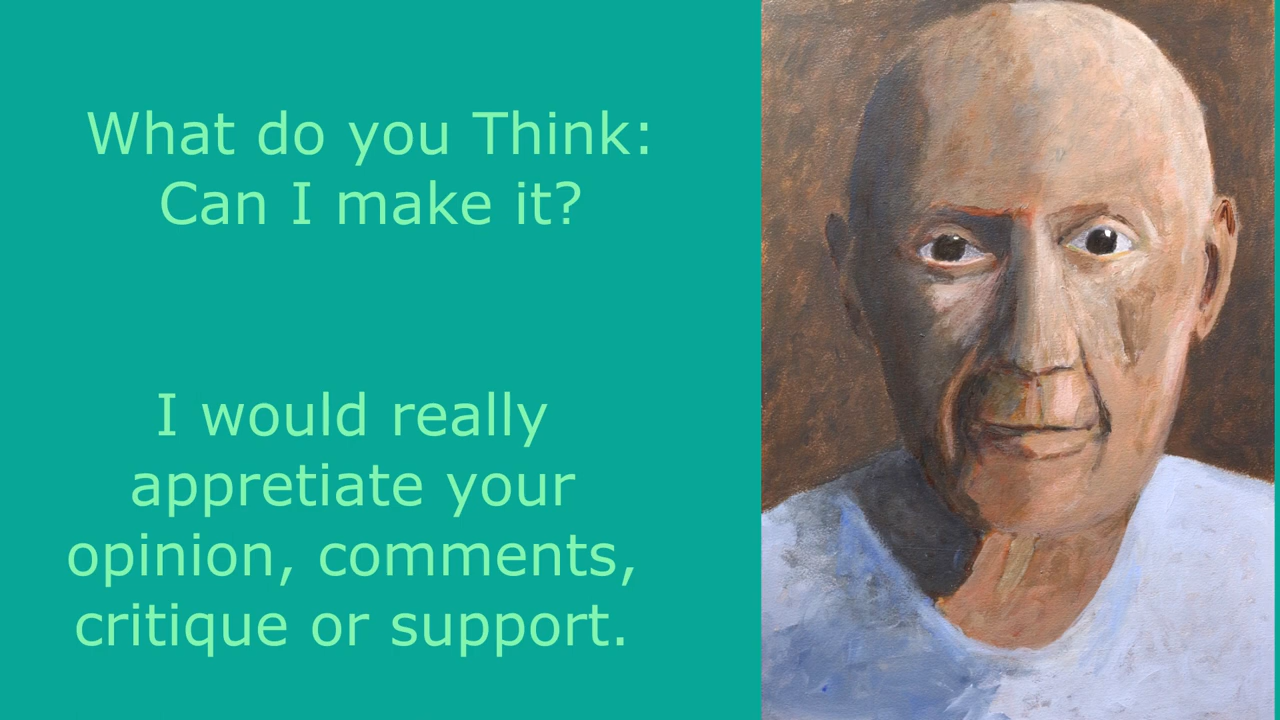 What do you Think:
Can I make it?
I would really
appretiate your
opinion, comments,
critique or support.